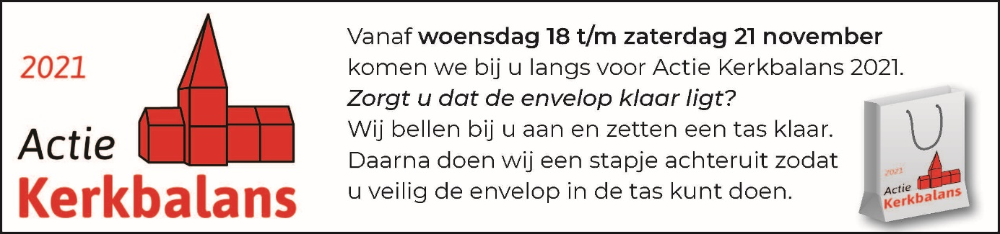 2021
Actie
Kerkbalans
Vanaf woensdag 18 t/m zaterdag 21 november
komen we bij u langs voor Actie Kerkbalans 2021.
Zorgt u dat de envelop klaar ligt?
Wij bellen bij u aan en zetten een tas klaar.
Daarna doen wij een stapje achteruit zodat
u veilig de envelop in de tas kunt doen.
2021
Actie
Kerkbalans